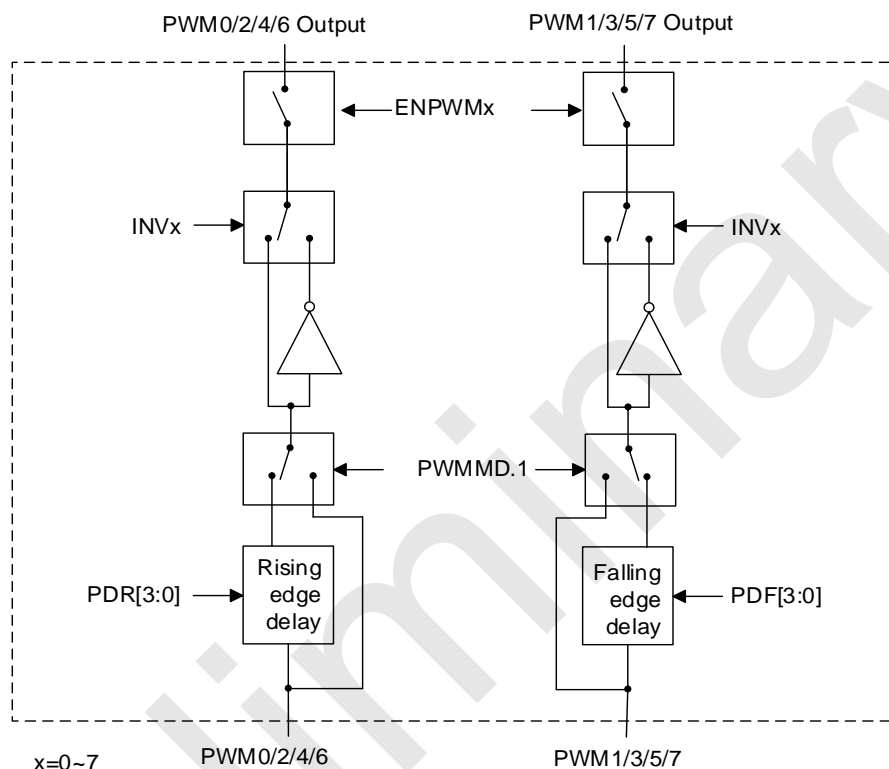 PWM0/2/4/6 Output
PWM1/3/5/7 Output
ENPWMx
INVx
INVx
PWMMD.1
PDR[3:0]
Rising
edge
delay
Falling
edge
delay
PDF[3:0]
PWM0/2/4/6
PWM1/3/5/7
x=0~7